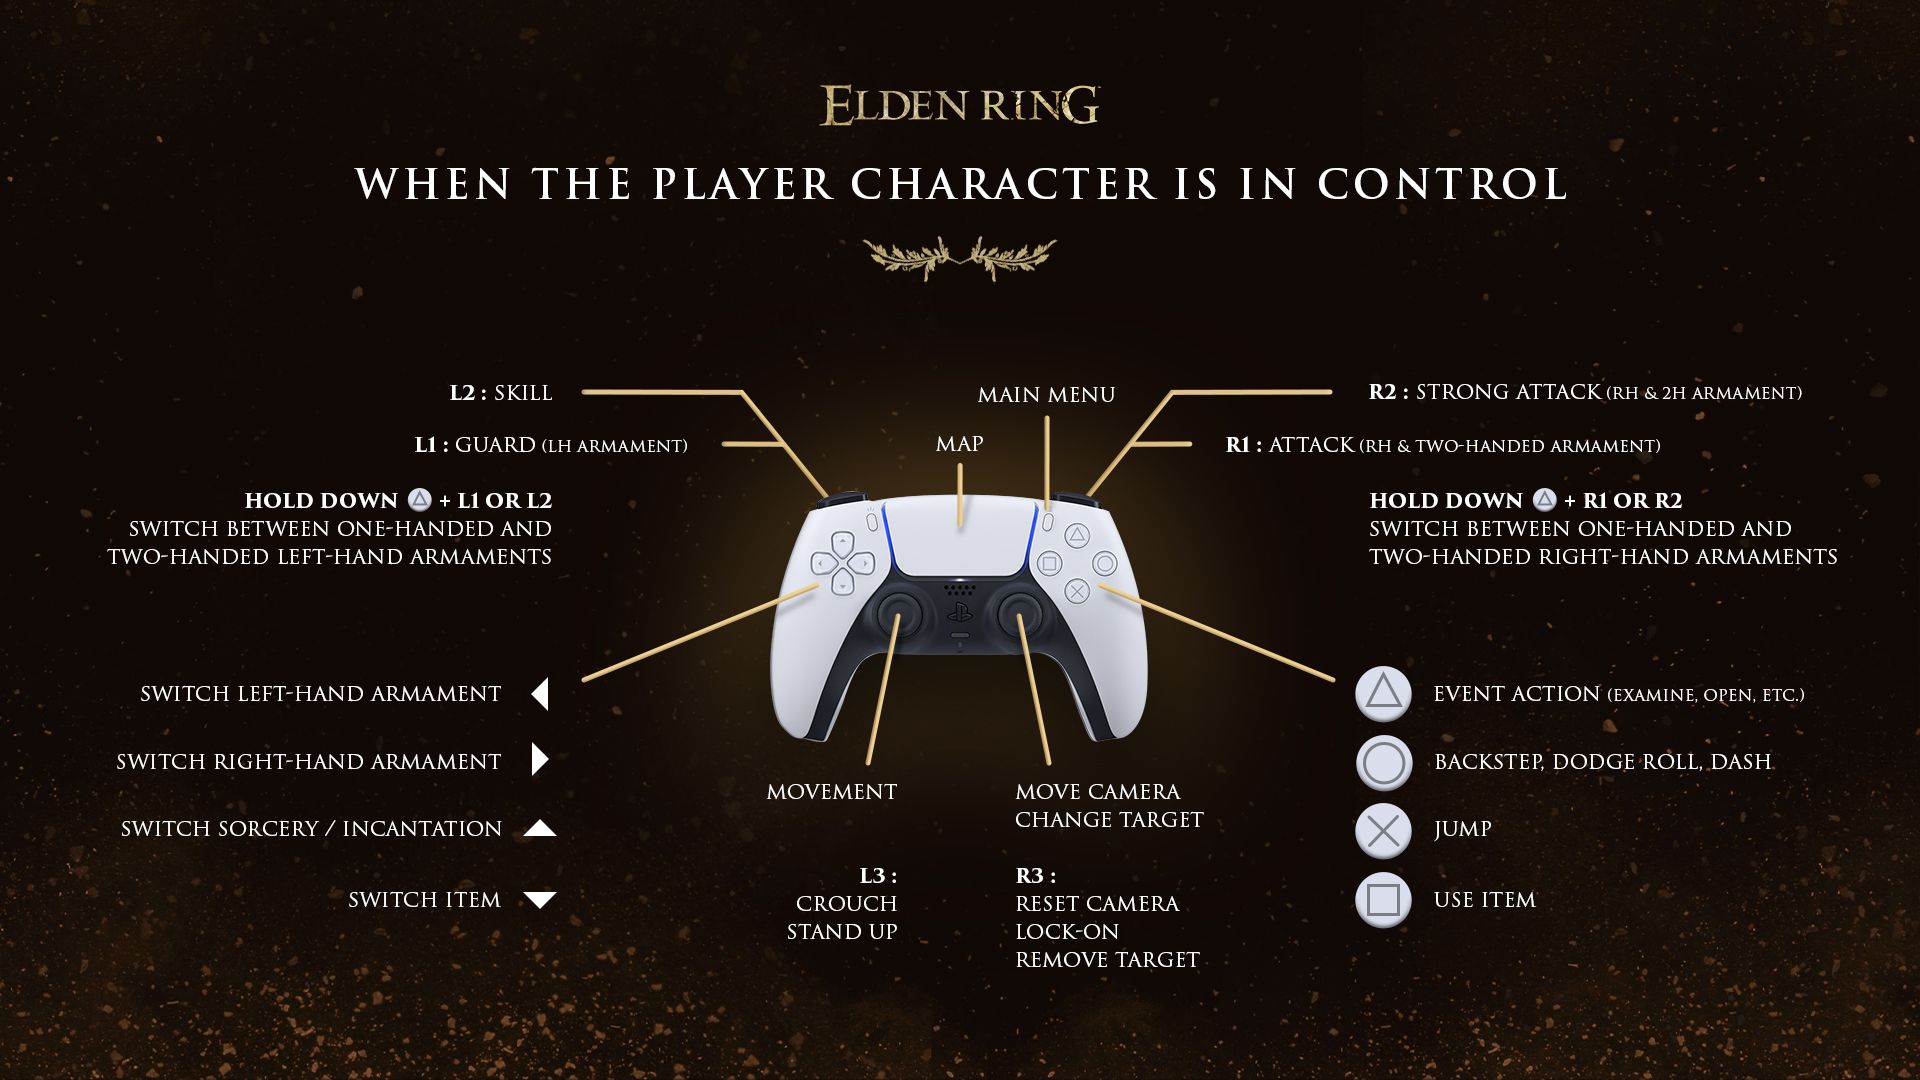 ELDEN RING
WHEN THE PLAYER CHARACTER IS IN CONTROL
L2 : SKILL
L1 : GUARD (LH ARMAMENT)
HOLD DOWN + L1 OR L2
SWITCH BETWEEN ONE-HANDED AND
TWO-HANDED LEFT-HAND ARMAMENTS
MAIN MENU
MAP
R2 : STRONG ATTACK (RH & 2H ARMAMENT)
R1 : ATTACK (RH & TWO-HANDED ARMAMENT)
HOLD DOWN + R1 OR R2
SWITCH BETWEEN ONE-HANDED AND
TWO-HANDED RIGHT-HAND ARMAMENTS
SWITCH LEFT-HAND ARMAMENT
SWITCH RIGHT-HAND ARMAMENT
SWITCH SORCERY / INCANTATION
SWITCH ITEM
MOVEMENT
L3 :
CROUCH
STAND UP
MOVE CAMERA
CHANGE TARGET
R3 :
RESET CAMERA
LOCK-ON
REMOVE TARGET
EVENT ACTION (EXAMINE, OPEN, ETC.)
BACKSTEP, DODGE ROLL, DASH
JUMP
USE ITEM